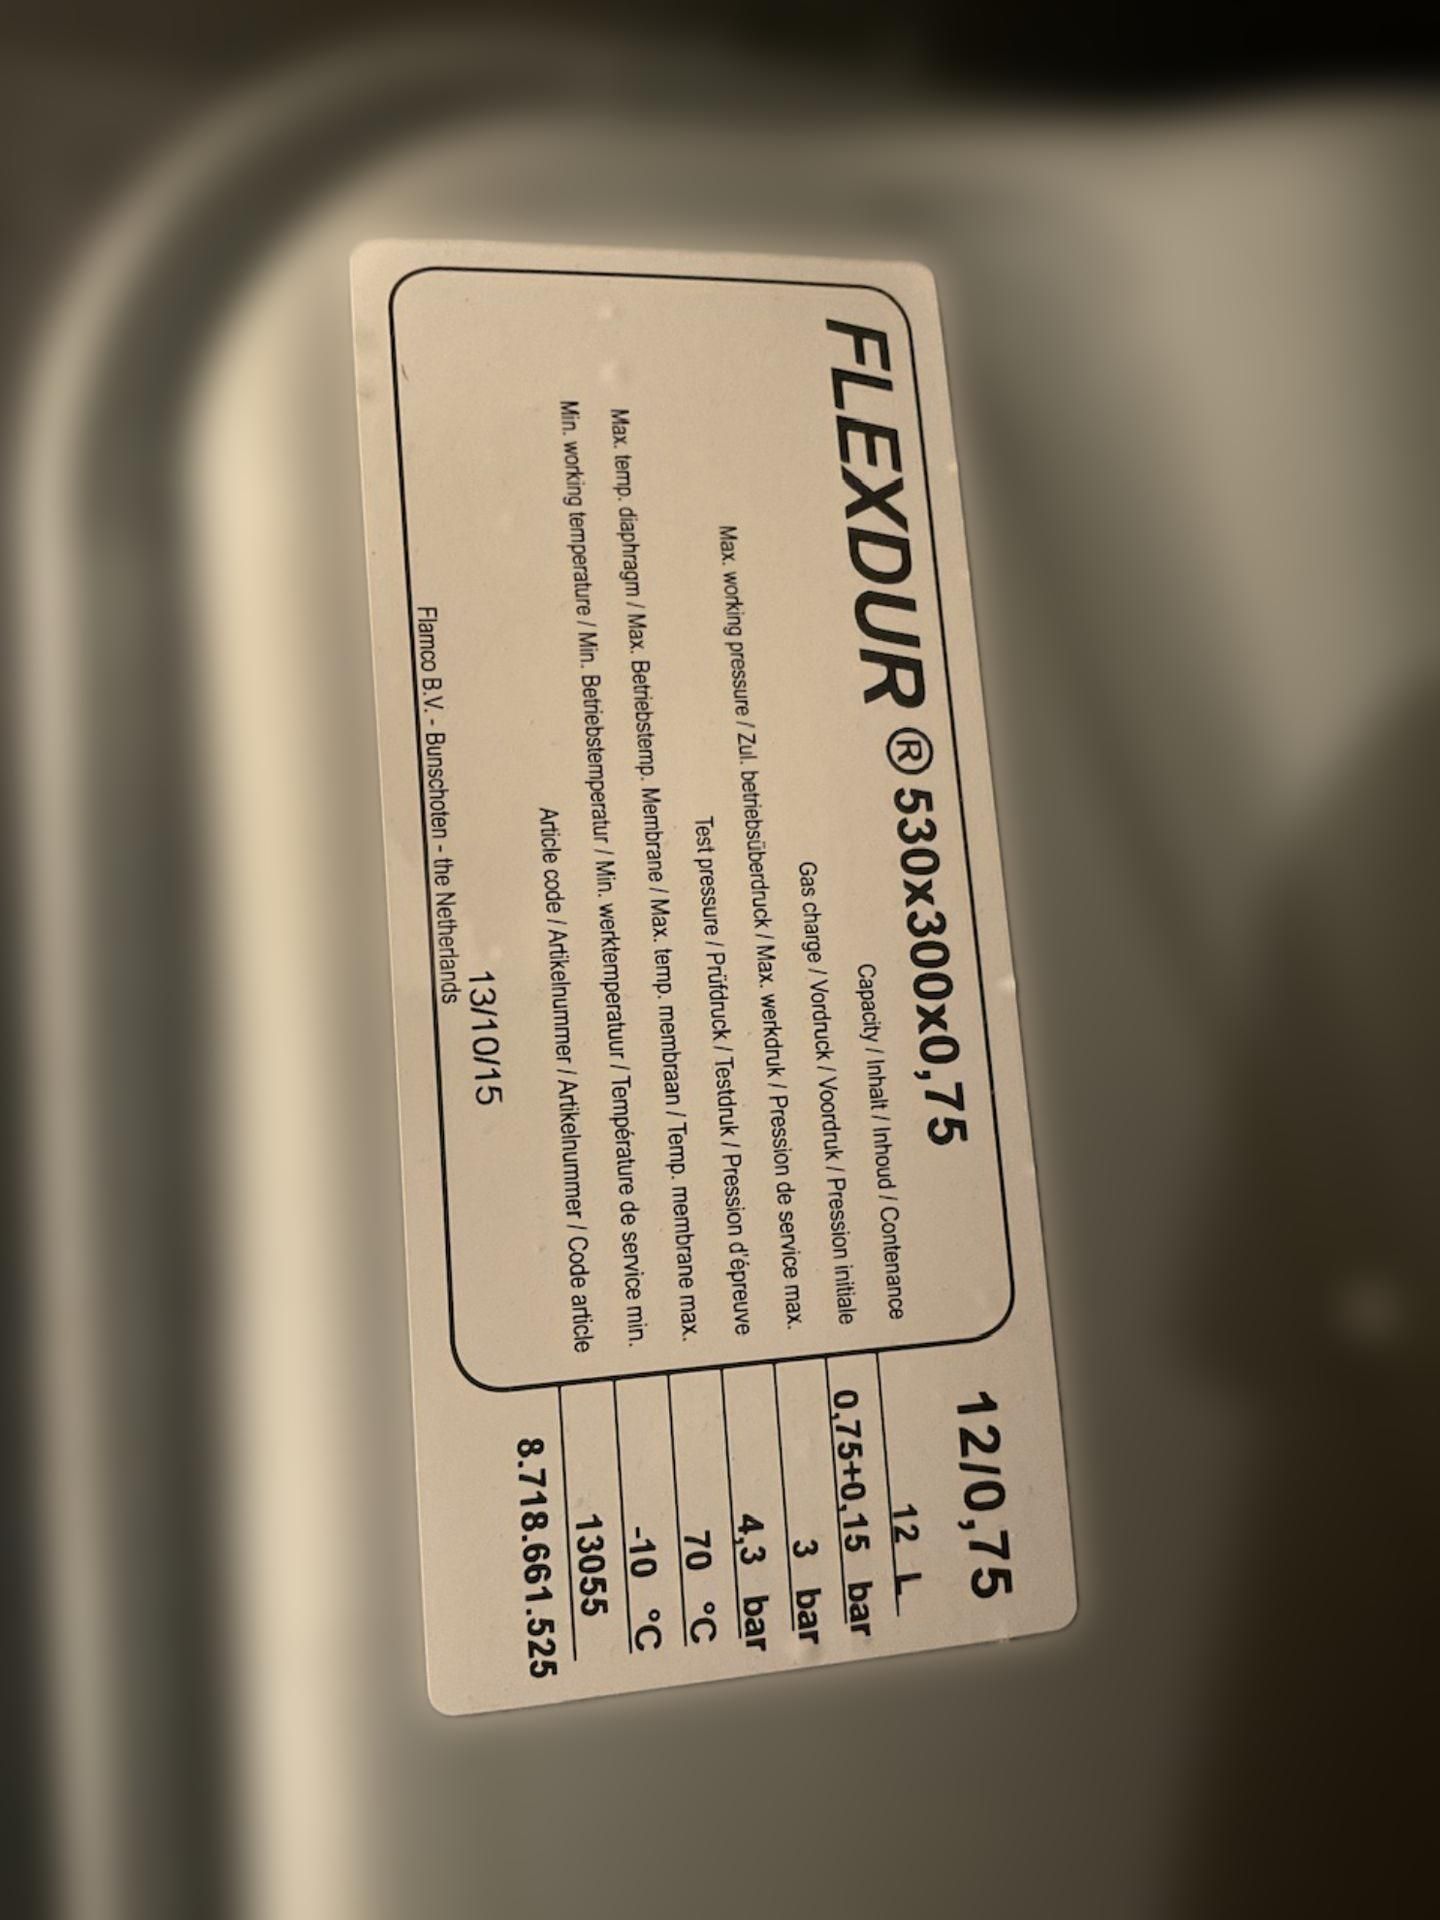 FLEXDUR ® 530x300x0,75 12/0,75
Capacity / Inhalt / Inhoud / Contenance 12 L
Gas charge / Vordruck / Voordruk / Pression initiale 0,75+0,15 bar
Max. working pressure / Zul. betriebsüberdruck / Max. werkdruk / Pression de service max. 3 bar
Test pressure / Prüfdruck / Testdruk / Pression d'épreuve 4,3 bar
Max. temp. diaphragm / Max. Betriebstemp. Membrane / Max. temp. membraan / Temp. membrane max. 70 °C
Min. working temperature / Min. Betriebstemperatur / Min. werktemperatuur / Température de service min. -10 °C
Article code / Artikelnummer / Artikelnummer / Code article 13055
8.718.661.525
13/10/15
Flamco B.V. - Bunschoten - the Netherlands